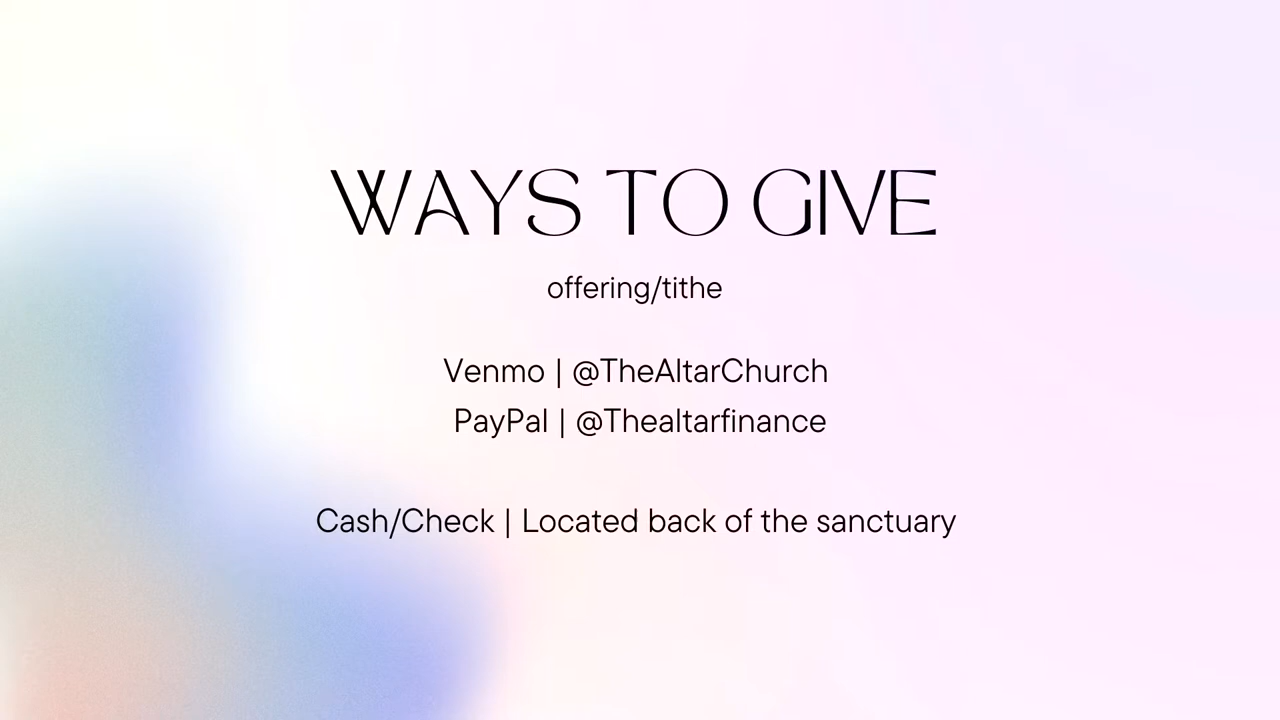 WAYS TO GIVE
offering/tithe
Venmo | @TheAltarChurch
PayPal | @Thealtarfinance
Cash/Check | Located back of the sanctuary